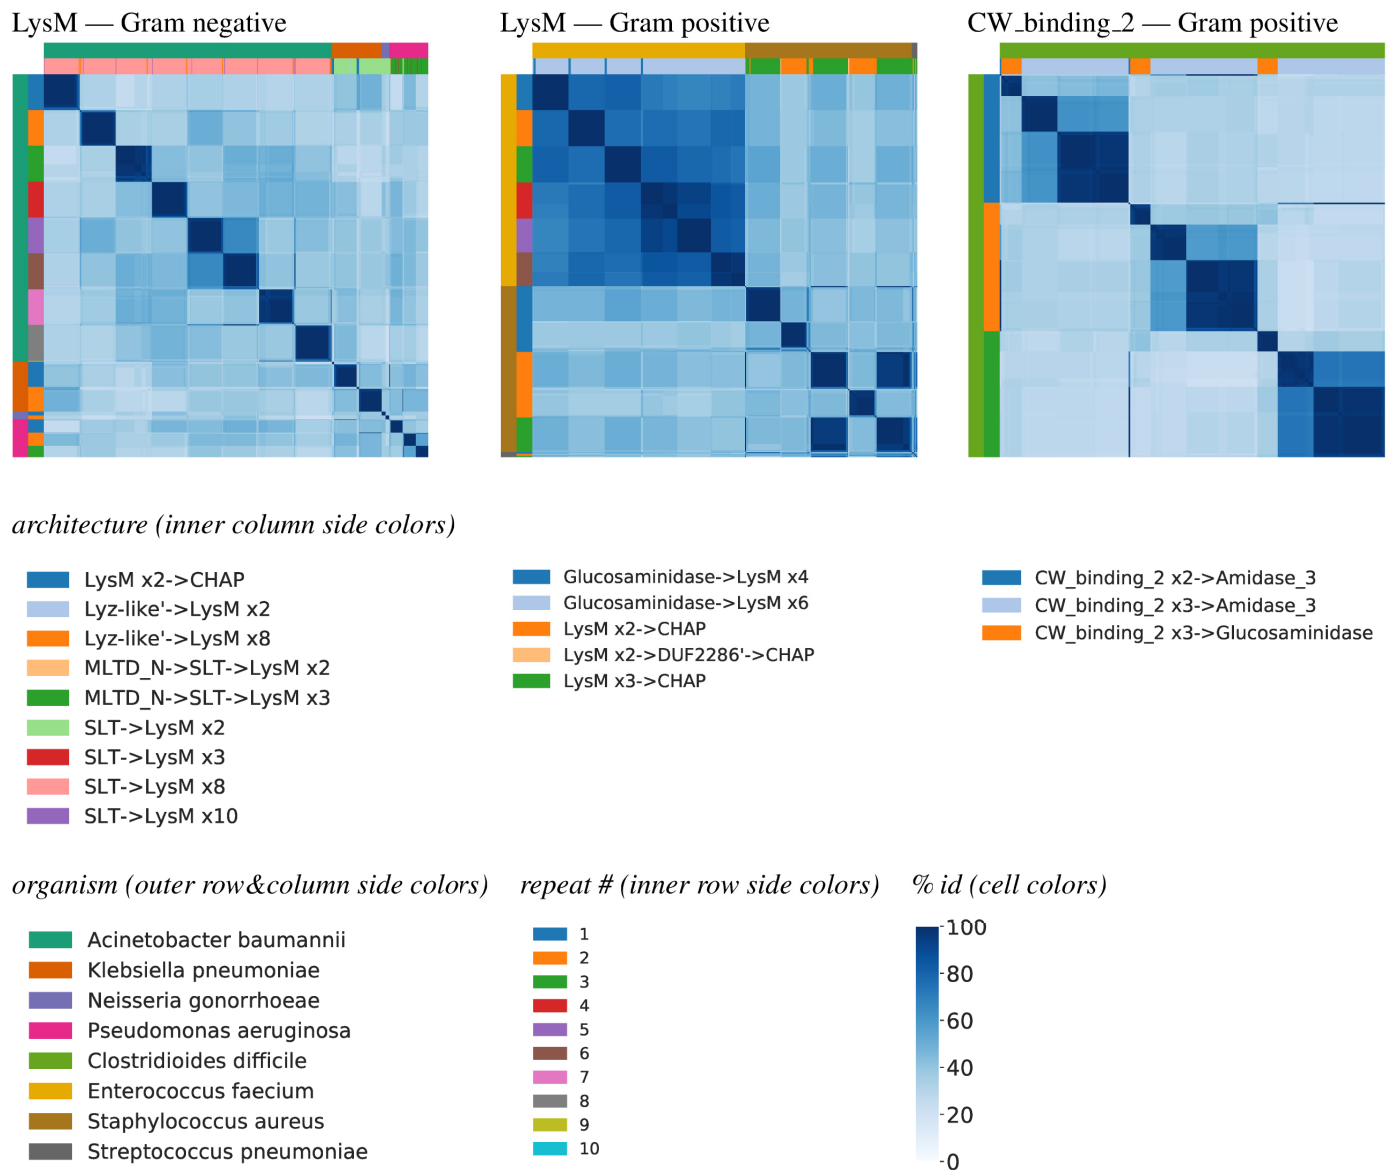 LysM — Gram negative
LysM — Gram positive
CW_binding_2 — Gram positive
architecture (inner column side colors)
LysM x2->CHAP
Lyz-like'->LysM x2
Lyz-like'->LysM x8
MLTD_N->SLT->LysM x2
MLTD_N->SLT->LysM x3
SLT->LysM x2
SLT->LysM x3
SLT->LysM x8
SLT->LysM x10
Glucosaminidase->LysM x4
Glucosaminidase->LysM x6
LysM x2->CHAP
LysM x2->DUF2286'->CHAP
LysM x3->CHAP
CW_binding_2 x2->Amidase_3
CW_binding_2 x3->Amidase_3
CW_binding_2 x3->Glucosaminidase
organism (outer row&column side colors)
Acinetobacter baumannii
Klebsiella pneumoniae
Neisseria gonorrhoeae
Pseudomonas aeruginosa
Clostridioides difficile
Enterococcus faecium
Staphylococcus aureus
Streptococcus pneumoniae
repeat # (inner row side colors)
1
2
3
4
5
6
7
8
9
10
% id (cell colors)
100
80
60
40
20
0